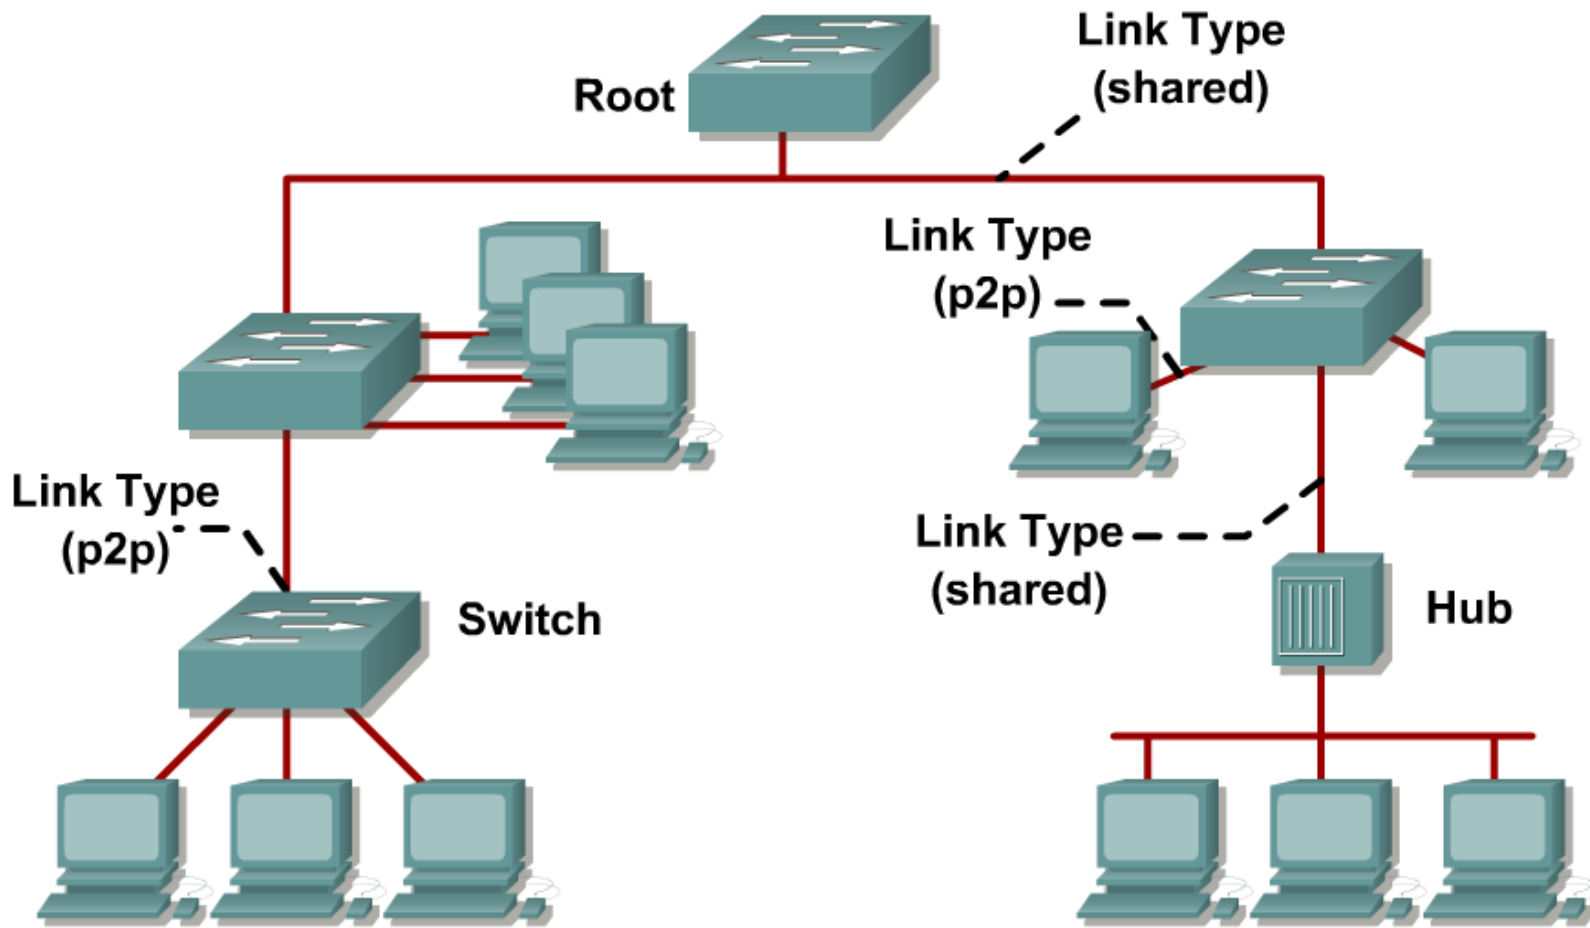 Root
Link Type
(shared)
Link Type
(p2p)
Link Type
(p2p)
Switch
Link Type
(shared)
Hub